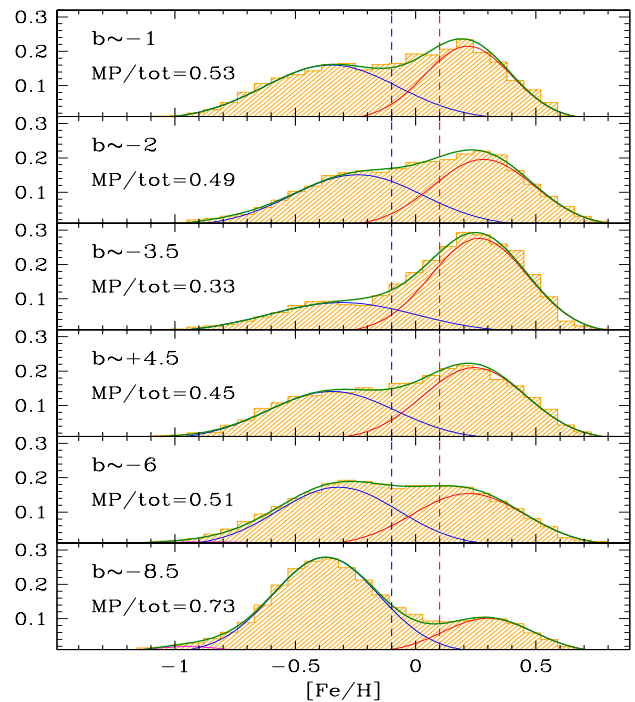 0.3
b~−1
0.2
MP/tot=0.53
0.1
0.3
b~−2
0.2
MP/tot=0.49
0.1
0.3
b~−3.5
0.2
MP/tot=0.33
0.1
0.3
b~+4.5
0.2
MP/tot=0.45
0.1
0.3
b~−6
0.2
MP/tot=0.51
0.1
0.3
b~−8.5
0.2
MP/tot=0.73
0.1
−1 −0.5 0 0.5
[Fe/H]